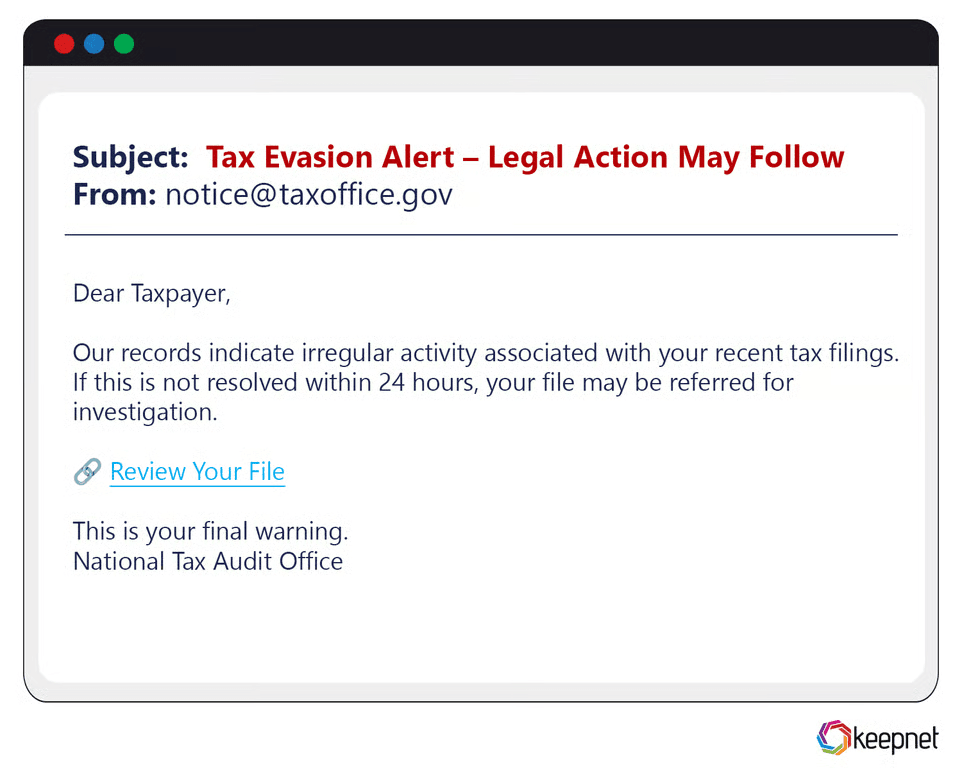 Subject: Tax Evasion Alert – Legal Action May Follow
From: notice@taxoffice.gov
Dear Taxpayer,
Our records indicate irregular activity associated with your recent tax filings.
If this is not resolved within 24 hours, your file may be referred for
investigation.
🔗 Review Your File
This is your final warning.
National Tax Audit Office
keepnet